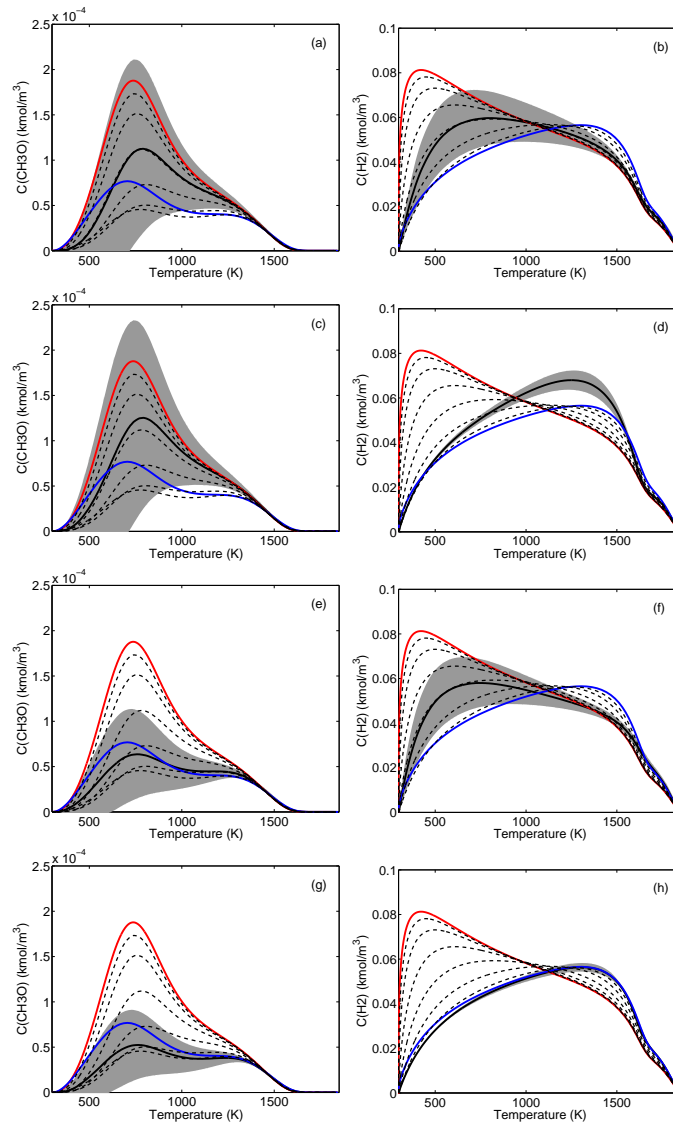 x 10⁻⁴
2.5
2
1.5
1
0.5
0
500
1000
1500
Temperature (K)
C(CH3O) (kmol/m³)
(a)
0.1
0.08
0.06
0.04
0.02
0
500
1000
1500
Temperature (K)
C(H2) (kmol/m³)
(b)
x 10⁻⁴
2.5
2
1.5
1
0.5
0
500
1000
1500
Temperature (K)
C(CH3O) (kmol/m³)
(c)
0.1
0.08
0.06
0.04
0.02
0
500
1000
1500
Temperature (K)
C(H2) (kmol/m³)
(d)
x 10⁻⁴
2.5
2
1.5
1
0.5
0
500
1000
1500
Temperature (K)
C(CH3O) (kmol/m³)
(e)
0.1
0.08
0.06
0.04
0.02
0
500
1000
1500
Temperature (K)
C(H2) (kmol/m³)
(f)
x 10⁻⁴
2.5
2
1.5
1
0.5
0
500
1000
1500
Temperature (K)
C(CH3O) (kmol/m³)
(g)
0.1
0.08
0.06
0.04
0.02
0
500
1000
1500
Temperature (K)
C(H2) (kmol/m³)
(h)